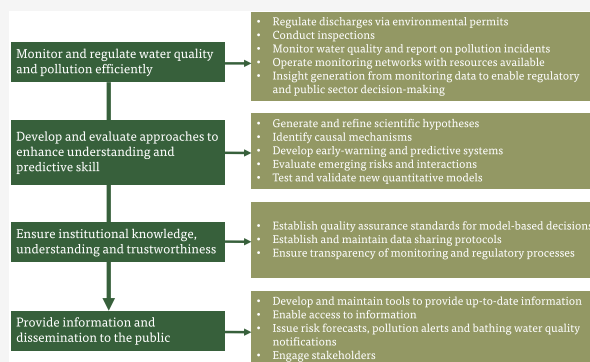 Monitor and regulate water quality
and pollution efficiently
• Regulate discharges via environmental permits
• Conduct inspections
• Monitor water quality and report on pollution incidents
• Operate monitoring networks with resources available
• Insight generation from monitoring data to enable regulatory
and public sector decision-making
Develop and evaluate approaches to
enhance understanding and
predictive skill
• Generate and refine scientific hypotheses
• Identify causal mechanisms
• Develop early-warning and predictive systems
• Evaluate emerging risks and interactions
• Test and validate new quantitative models
Ensure institutional knowledge,
understanding and trustworthiness
• Establish quality assurance standards for model-based decisions
• Establish and maintain data sharing protocols
• Ensure transparency of monitoring and regulatory processes
Provide information and
dissemination to the public
• Develop and maintain tools to provide up-to-date information
• Enable access to information
• Issue risk forecasts, pollution alerts and bathing water quality
notifications
• Engage stakeholders